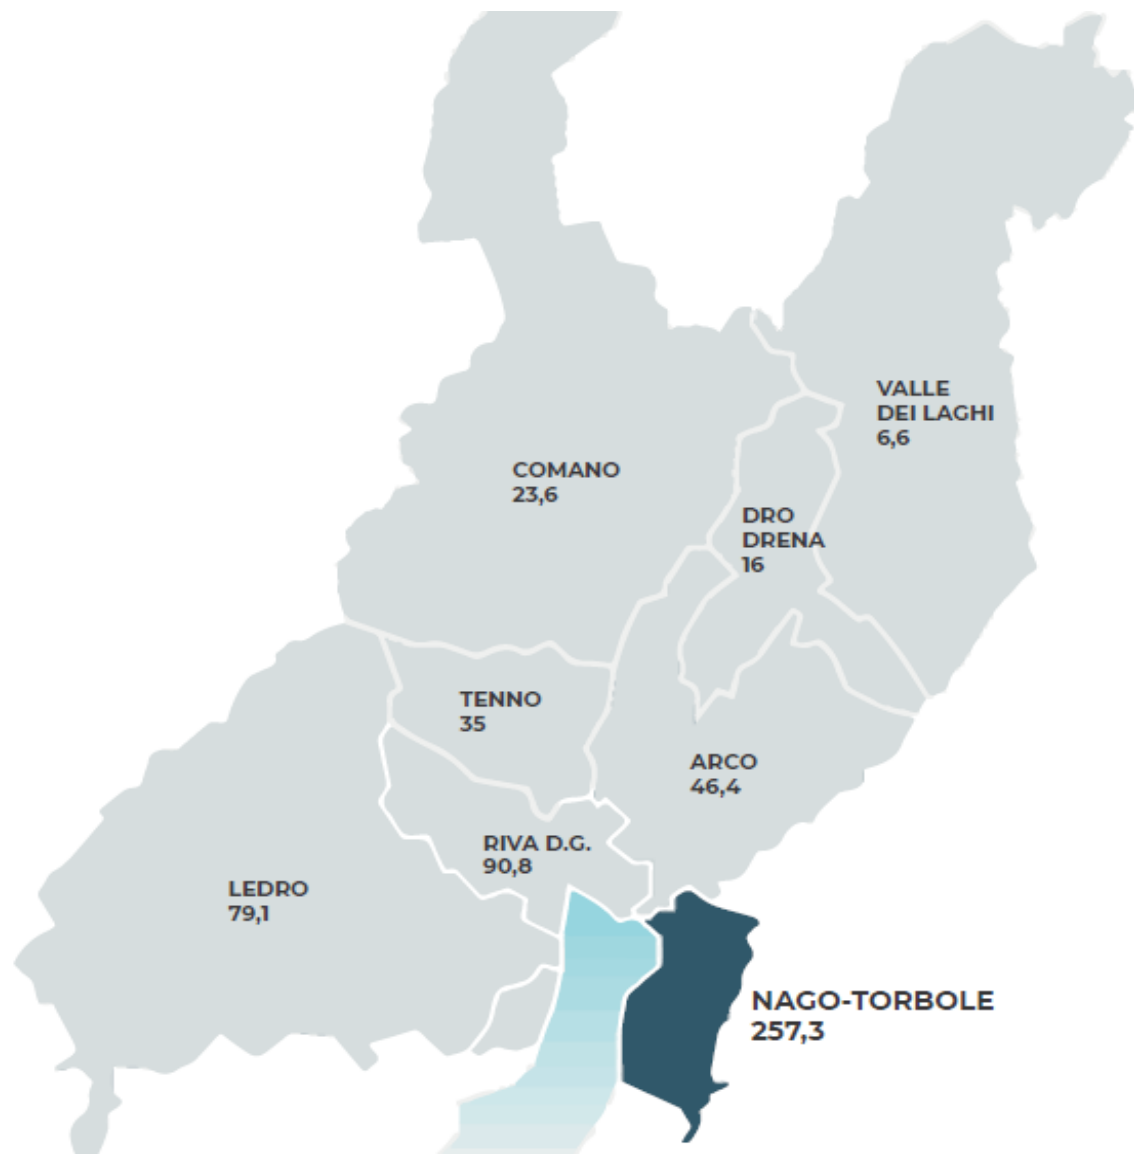 VALLE
DEI LAGHI
6,6
COMANO
23,6
DRO
DRENA
16
TENNO
35
ARCO
46,4
RIVA D.G.
90,8
LEDRO
79,1
NAGO-TORBOLE
257,3